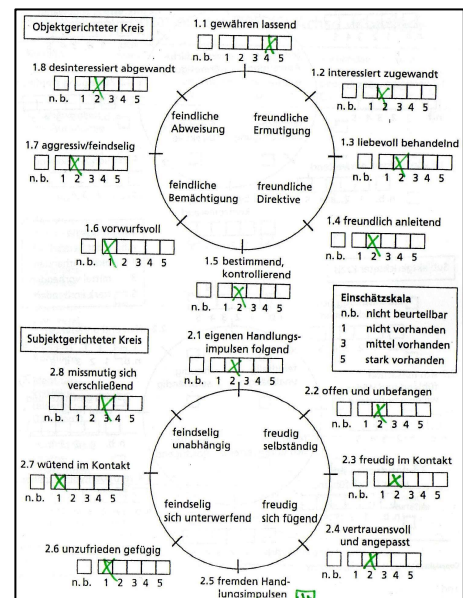 Objektgerichteter Kreis
1.1 gewähren lassend
n.b. 1 2 3 4 5
1.8 desinteressiert abgewandt
n.b. 1 2 3 4 5
1.2 interessiert zugewandt
n.b. 1 2 3 4 5
feindliche
Abweisung
freundliche
Ermutigung
1.7 aggressiv/feindselig
n.b. 1 2 3 4 5
1.3 liebevoll behandelnd
n.b. 1 2 3 4 5
feindliche
Bemächtigung
freundliche
Direktive
1.6 vorwurfsvoll
n.b. 1 2 3 4 5
1.4 freundlich anleitend
n.b. 1 2 3 4 5
1.5 bestimmend,
kontrollierend
n.b. 1 2 3 4 5
Einschätzskala
n.b. nicht beurteilbar
1 nicht vorhanden
3 mittel vorhanden
5 stark vorhanden
Subjektgerichteter Kreis
2.1 eigenen Handlungs-
impulsen folgend
n.b. 1 2 3 4 5
2.8 missmutig sich
verschließend
n.b. 1 2 3 4 5
2.2 offen und unbefangen
n.b. 1 2 3 4 5
feindselig
unabhängig
freudig
selbständig
2.7 wütend im Kontakt
n.b. 1 2 3 4 5
2.3 freudig im Kontakt
n.b. 1 2 3 4 5
feindselig
sich unterwerfend
freudig
sich fügend
2.6 unzufrieden gefügig
n.b. 1 2 3 4 5
2.4 vertrauensvoll
und angepasst
n.b. 1 2 3 4 5
2.5 fremden Hand-
lungsimpulsen